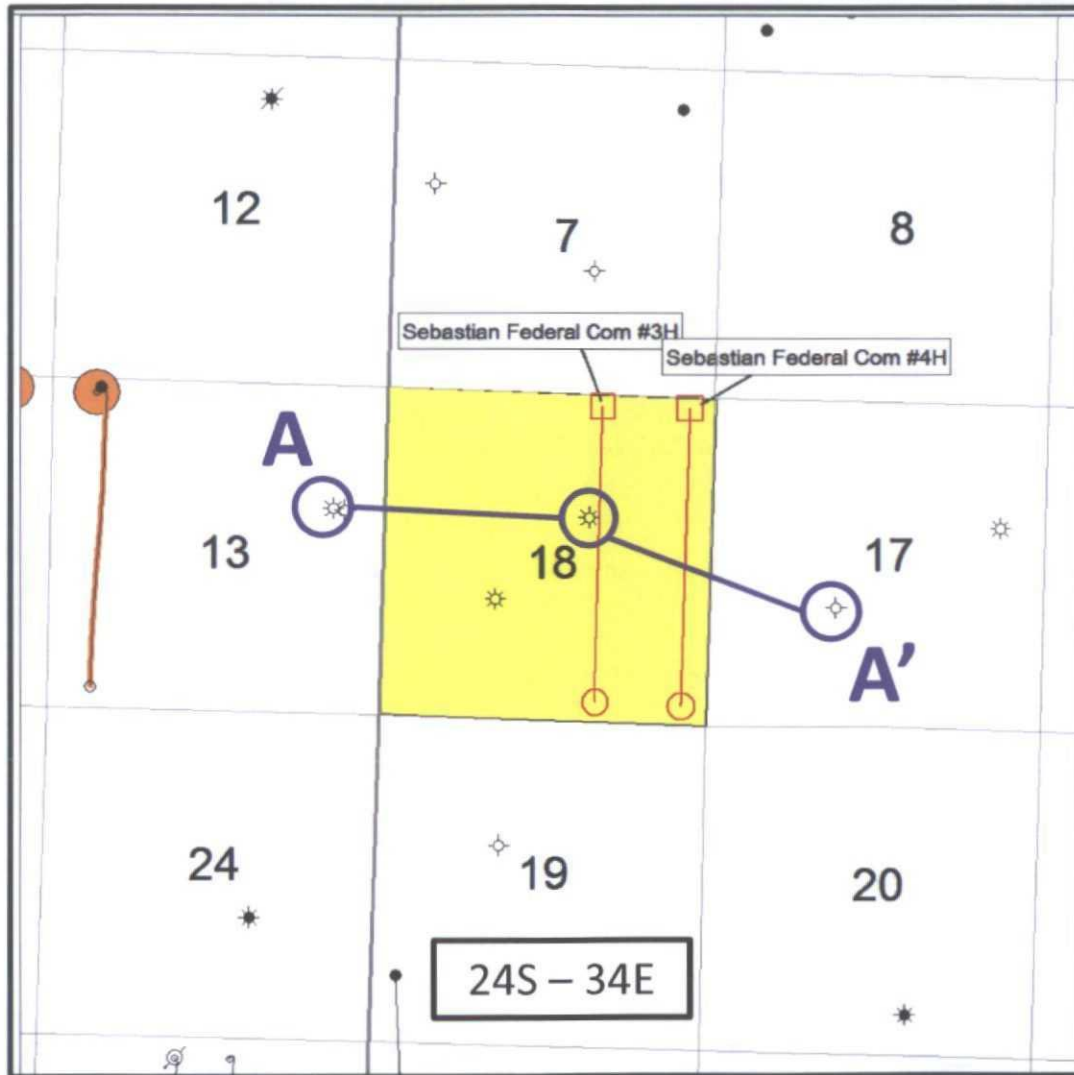 12
7
8
Sebastian Federal Com #3H
Sebastian Federal Com #4H
A
13
18
17
A’
24
19
20
24S – 34E